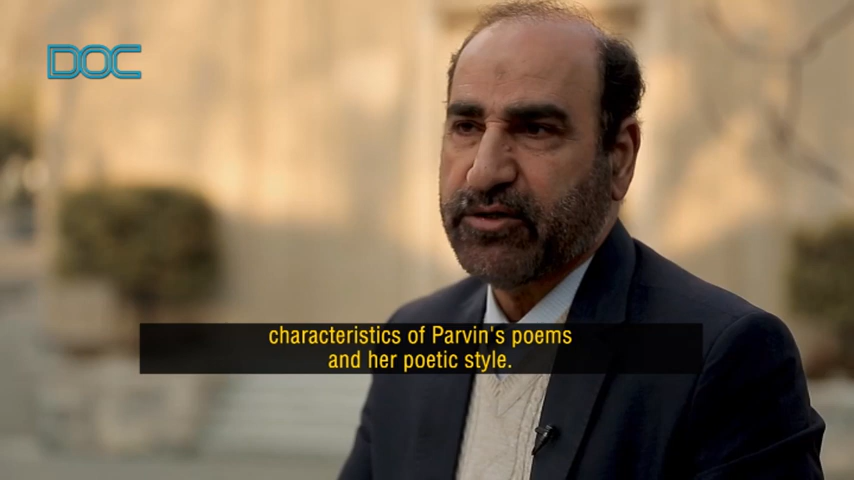 DOC
characteristics of Parvin's poems
and her poetic style.